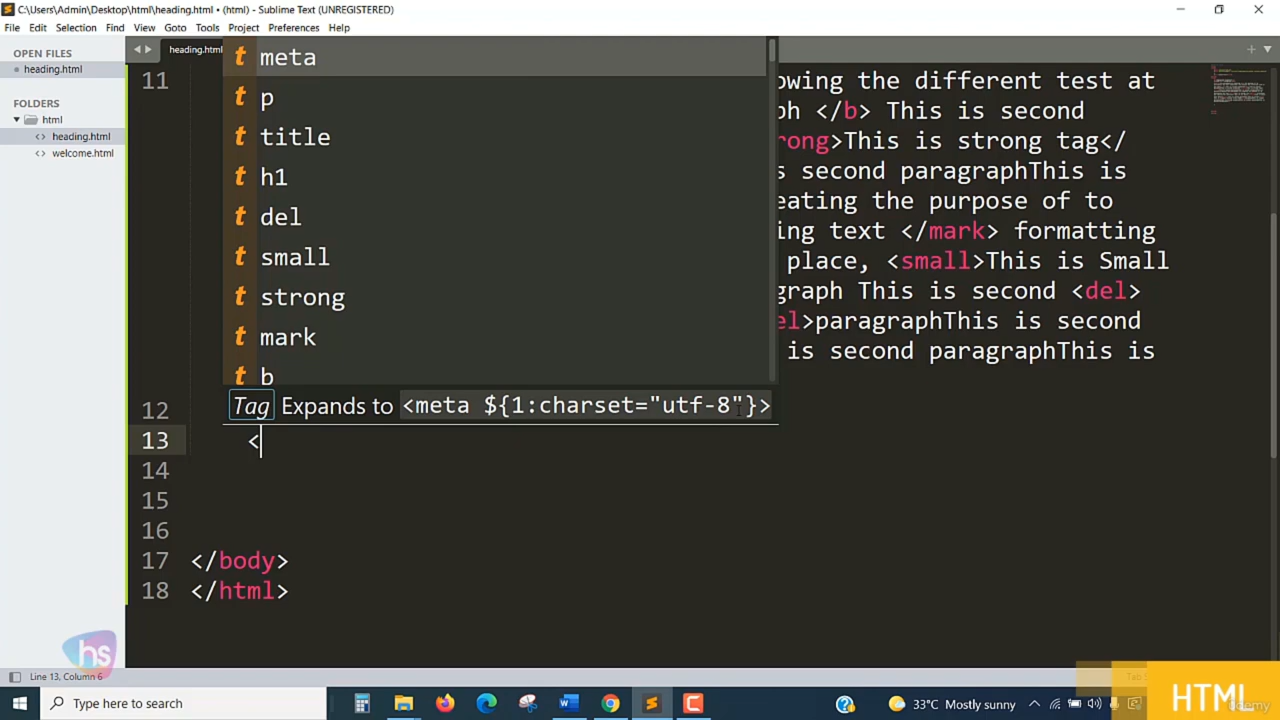 C:\Users\Admin\Desktop\html\heading.html • (html) - Sublime Text (UNREGISTERED)
File Edit Selection Find View Goto Tools Project Preferences Help
OPEN FILES
heading.html
FOLDERS
html
heading.html
welcome.html
heading.html
meta
p
title
h1
del
small
strong
mark
b
Tag Expands to <meta ${1:charset="utf-8"}>
11 owing the different test at
ph </b> This is second
rong>This is strong tag</
s second paragraphThis is
eating the purpose of to
ing text </mark> formatting
place, <small>This is Small
graph This is second <del>
el>paragraphThis is second
is second paragraphThis is
12
13 <
14
15
16
17 </body>
18 </html>
hs
Line 13, Column 6
Type here to search
33°C Mostly sunny
HTML
Udemy